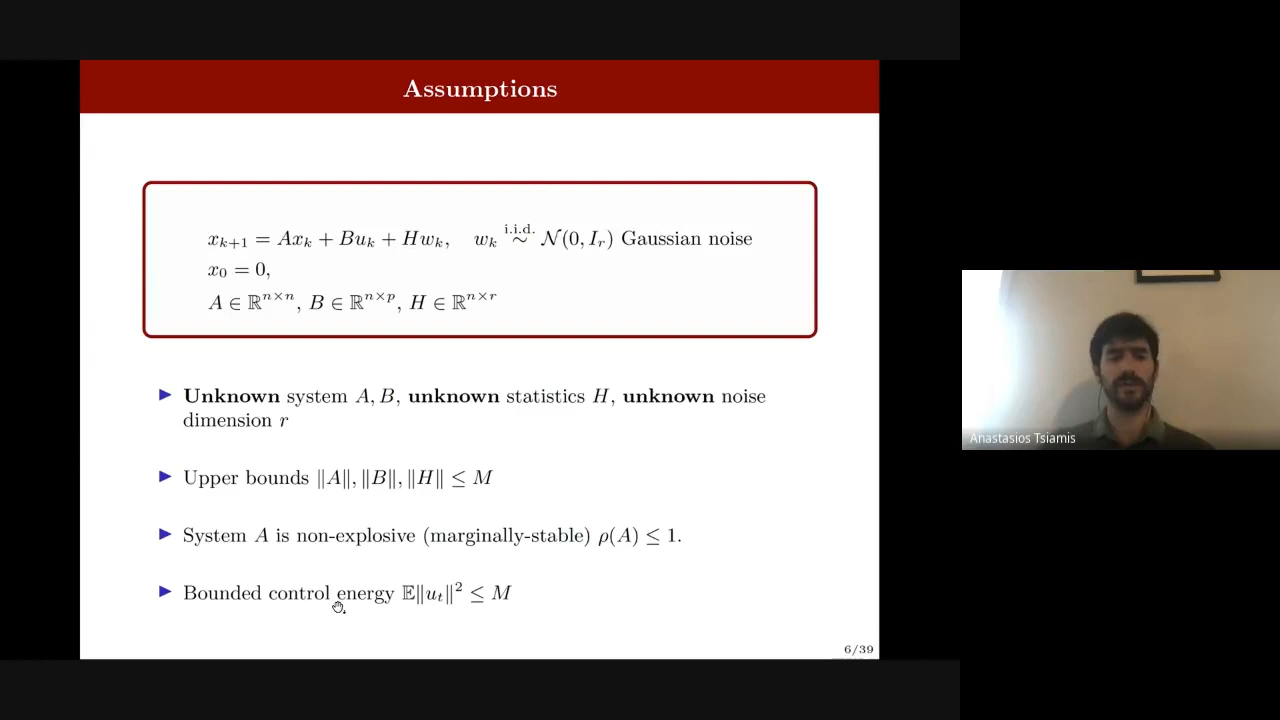 Assumptions
x_{k+1} = Ax_k + Bu_k + Hw_k, w_k \overset{i.i.d.}{\sim} 𝒩(0, I_r) Gaussian noise
x_0 = 0,
A ∈ ℝ^{n×n}, B ∈ ℝ^{n×p}, H ∈ ℝ^{n×r}
▶ Unknown system A, B, unknown statistics H, unknown noise
dimension r
▶ Upper bounds ‖A‖, ‖B‖, ‖H‖ ≤ M
▶ System A is non-explosive (marginally-stable) ρ(A) ≤ 1.
▶ Bounded control energy 𝔼‖u_t‖^2 ≤ M
6/39
Anastasios Tsiamis